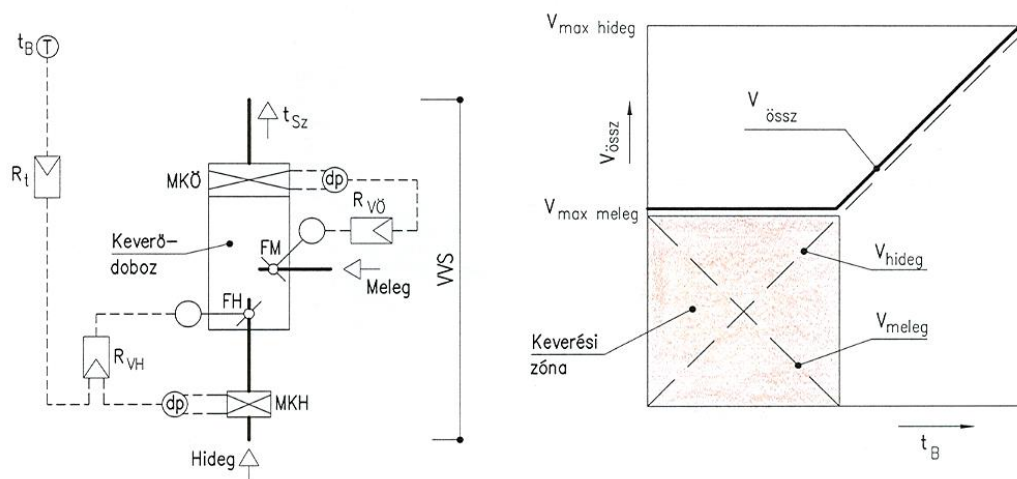 t_B
T
t_Sz
R_t
MKÖ
dp
R_VÖ
Keverő-
doboz
FM
Meleg
VVS
FH
R_VH
dp
MKH
Hideg
V_max hideg
V_össz
V_össz
V_max meleg
V_hideg
Keverési
zóna
V_meleg
t_B